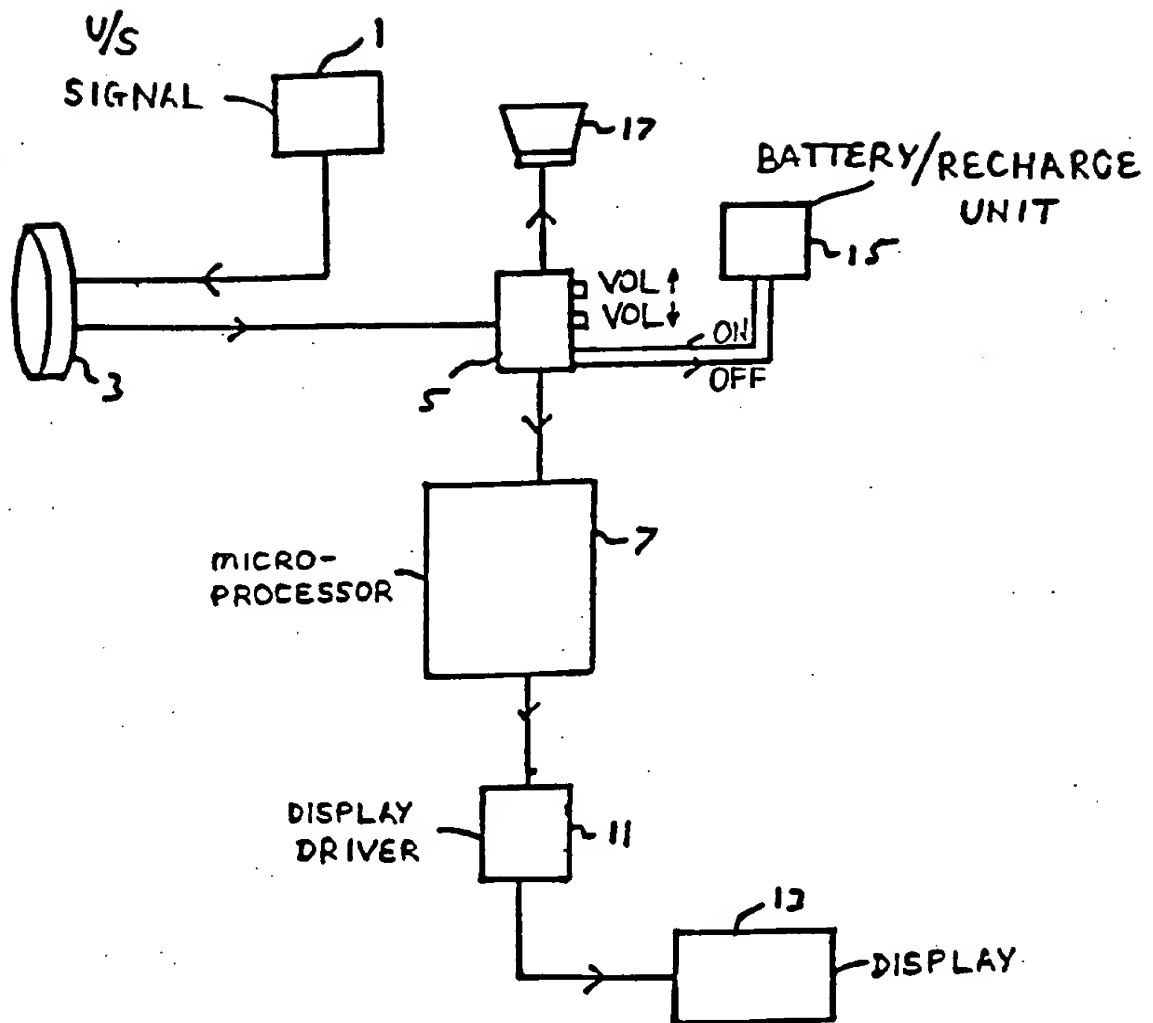 U/S
SIGNAL
1
17
BATTERY/RECHARGE
UNIT
15
VOL ↑
VOL ↓
ON
OFF
3
5
MICRO-
PROCESSOR
7
DISPLAY
DRIVER
11
13
DISPLAY